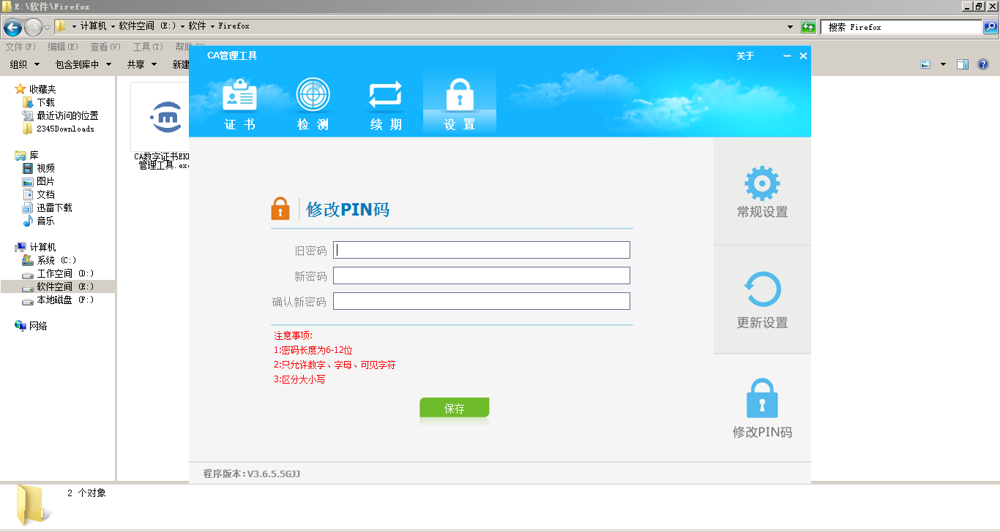 E:\软件\Firefox
计算机 软件空间 (E:) 软件 Firefox
搜索 Firefox
文件(F) 编辑(E) 查看(V) 工具(T)
组织 包含到库中 共享 新建
收藏夹
下载
最近访问的位置
2345Downloads
库
视频
图片
文档
迅雷下载
音乐
计算机
系统 (C:)
工作空间 (D:)
软件空间 (E:)
本地磁盘 (F:)
网络
CA数字证书EK
管理工具.ex
CA管理工具
关于
证书 检测 续期 设置
修改PIN码
旧密码
新密码
确认新密码
注意事项:
1:密码长度为6-12位
2:只允许数字、字母、可见字符
3:区分大小写
保存
常规设置
更新设置
修改PIN码
程序版本:V3.6.5.5GJJ
2 个对象